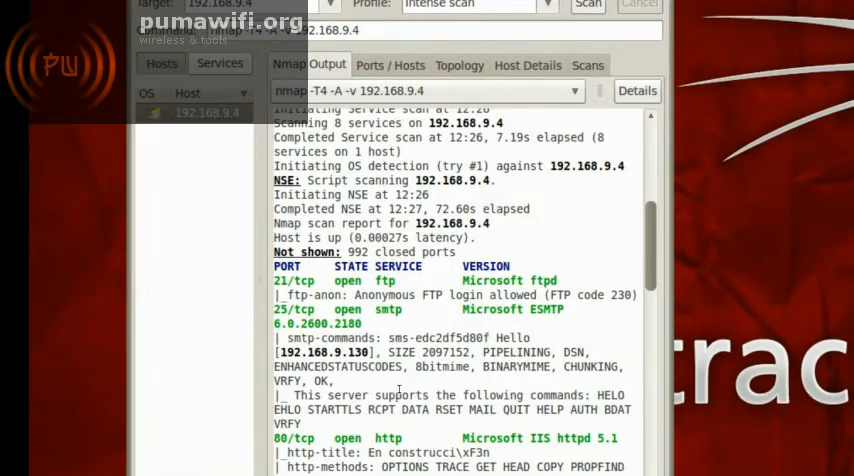 Target: 192.168.9.4 Profile: Intense scan Scan Cancel
pumawifi.org
wireless & tools
Command: nmap -T4 -A -v 192.168.9.4
PW
Hosts Services
OS Host
192.168.9.4
Nmap Output Ports / Hosts Topology Host Details Scans
nmap -T4 -A -v 192.168.9.4 Details
Initiating Service scan at 12:26
Scanning 8 services on 192.168.9.4
Completed Service scan at 12:26, 7.19s elapsed (8
services on 1 host)
Initiating OS detection (try #1) against 192.168.9.4
NSE: Script scanning 192.168.9.4.
Initiating NSE at 12:26
Completed NSE at 12:27, 72.60s elapsed
Nmap scan report for 192.168.9.4
Host is up (0.00027s latency).
Not shown: 992 closed ports
PORT STATE SERVICE VERSION
21/tcp open ftp Microsoft ftpd
|_ftp-anon: Anonymous FTP login allowed (FTP code 230)
25/tcp open smtp Microsoft ESMTP
6.0.2600.2180
| smtp-commands: sms-edc2df5d80f Hello
[192.168.9.130], SIZE 2097152, PIPELINING, DSN,
ENHANCEDSTATUSCODES, 8bitmime, BINARYMIME, CHUNKING,
VRFY, OK,
|_ This server supports the following commands: HELO
EHLO STARTTLS RCPT DATA RSET MAIL QUIT HELP AUTH BDAT
VRFY
80/tcp open http Microsoft IIS httpd 5.1
|_http-title: En construcci\xF3n
| http-methods: OPTIONS TRACE GET HEAD COPY PROPFIND
trac